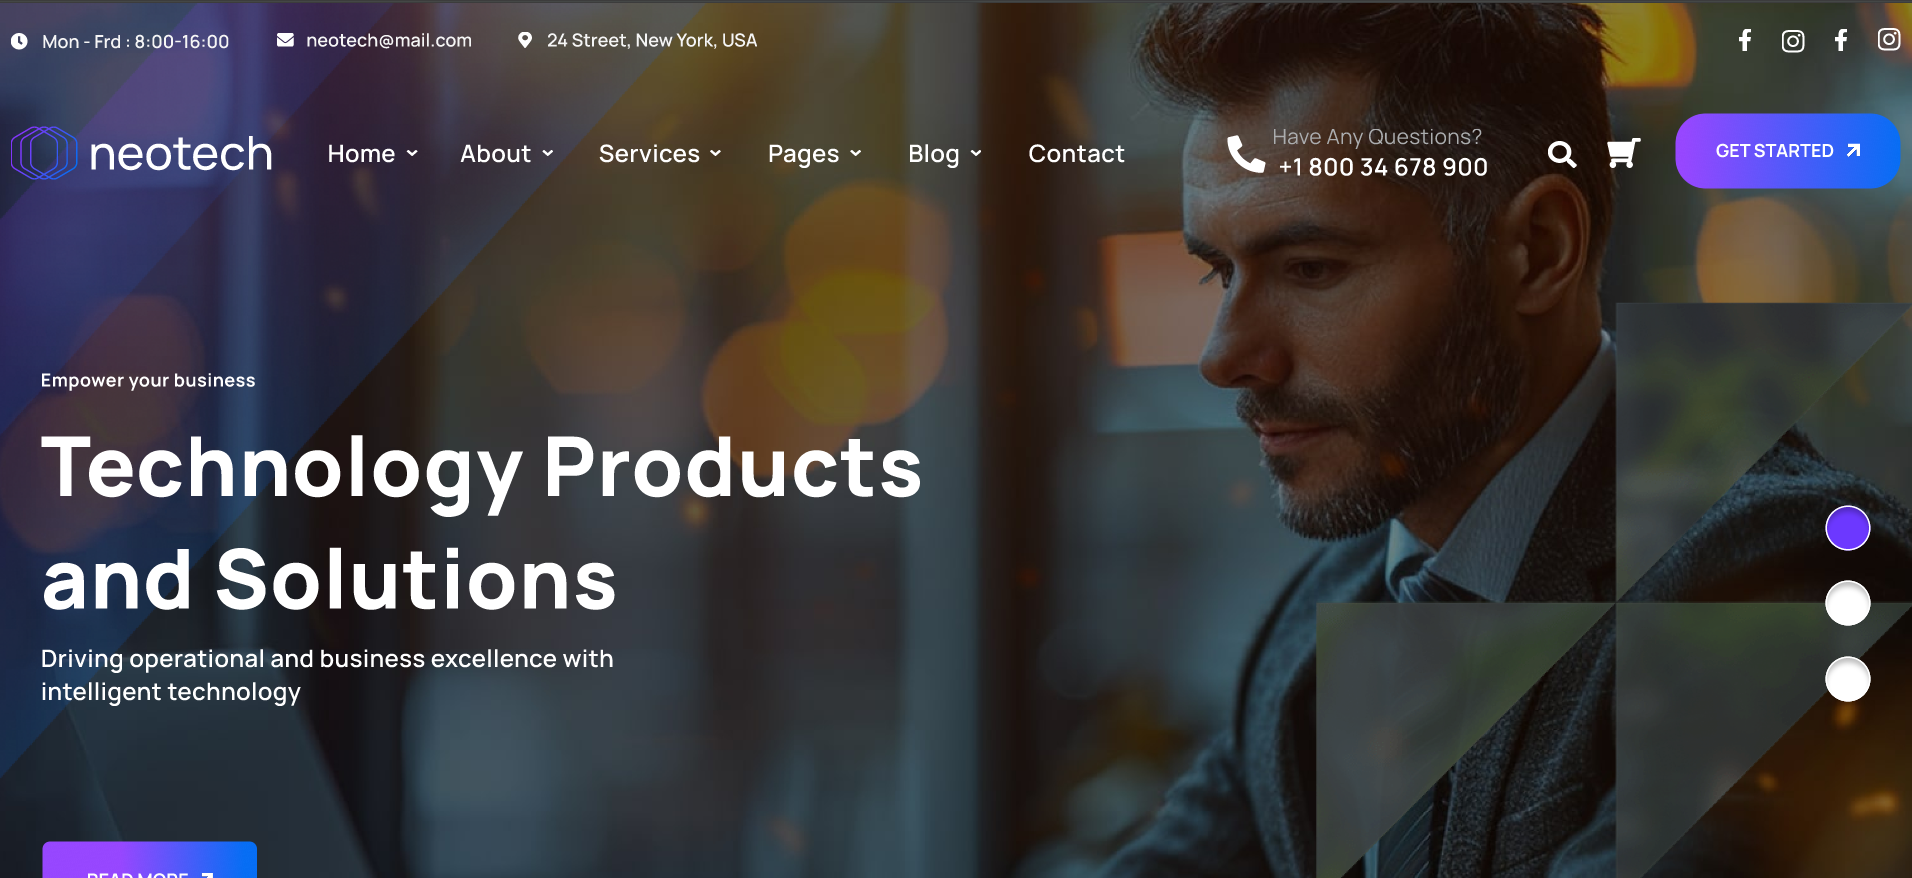 Mon - Frd : 8:00-16:00
neotech@mail.com
24 Street, New York, USA
neotech
Home
About
Services
Pages
Blog
Contact
Have Any Questions?
+1 800 34 678 900
GET STARTED
Empower your business
Technology Products
and Solutions
Driving operational and business excellence with
intelligent technology
READ MORE